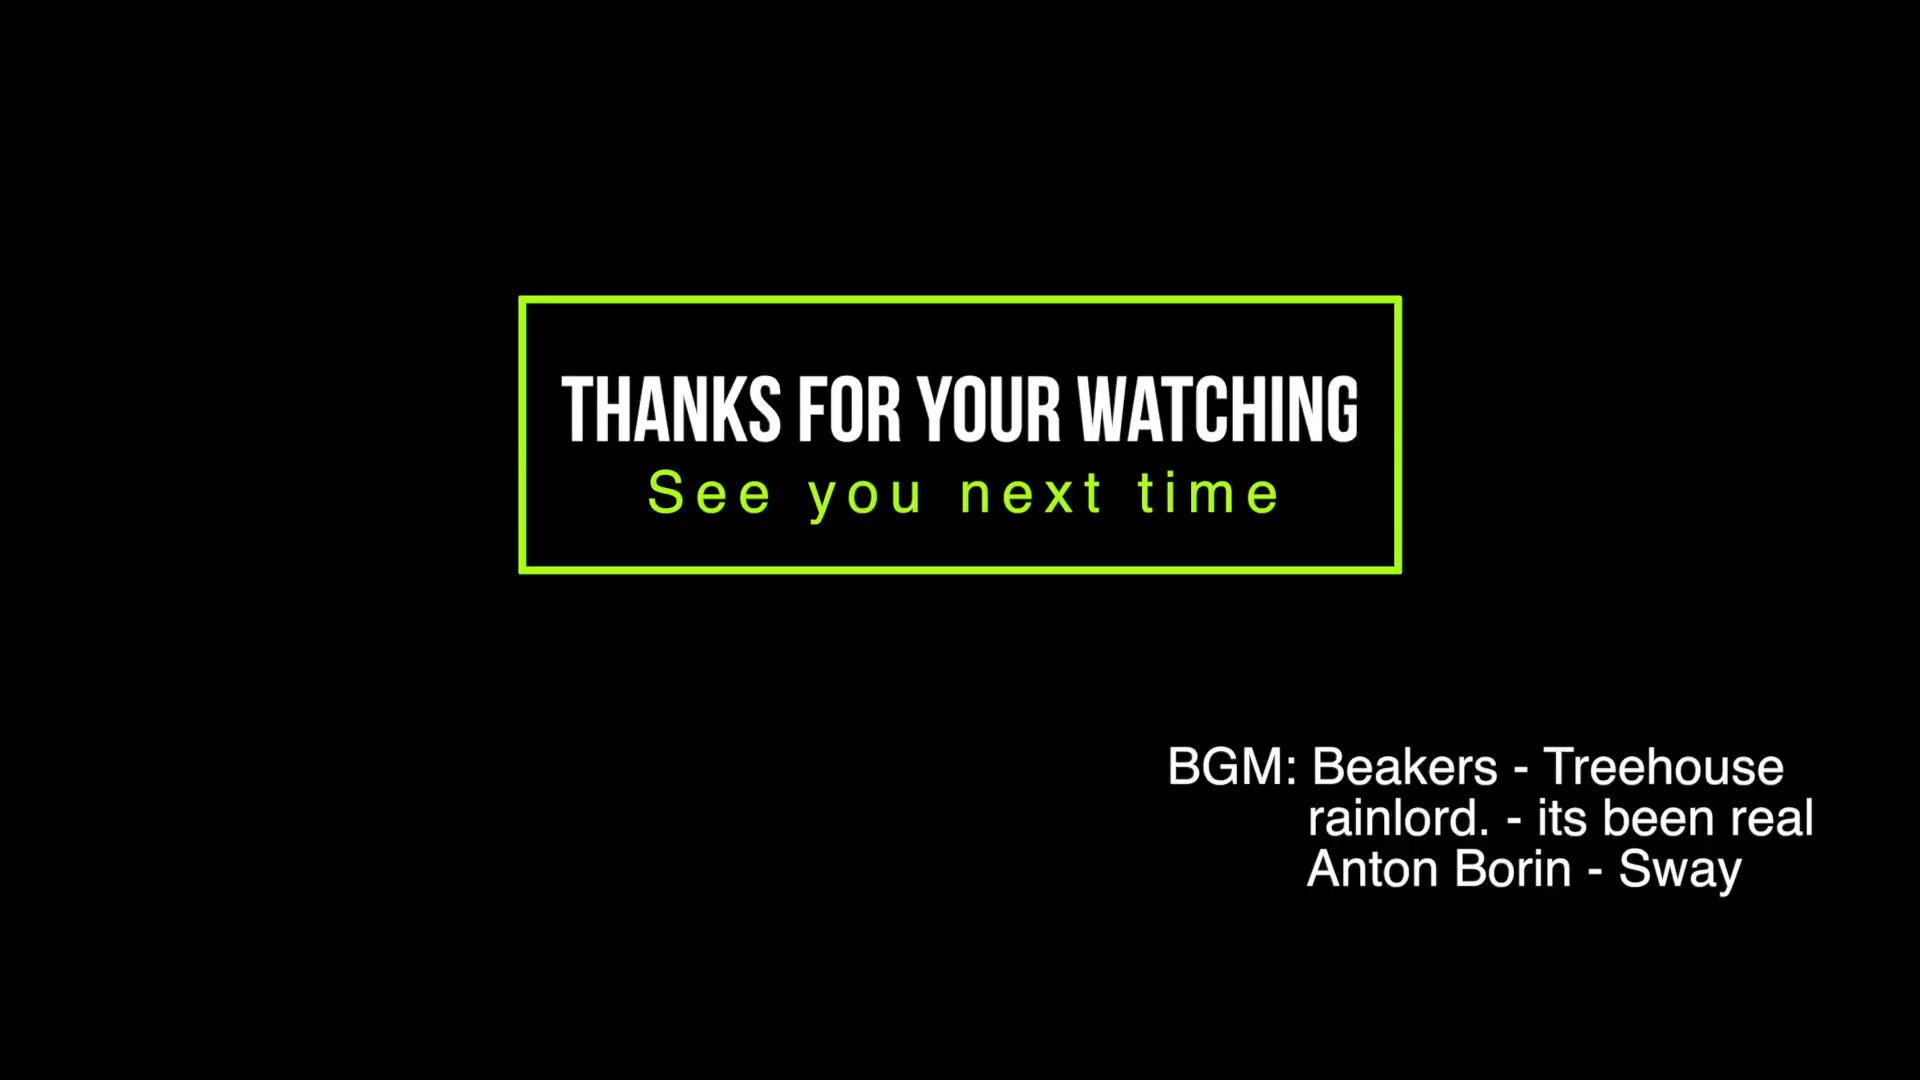 THANKS FOR YOUR WATCHING
See you next time
BGM: Beakers - Treehouse
rainlord. - its been real
Anton Borin - Sway